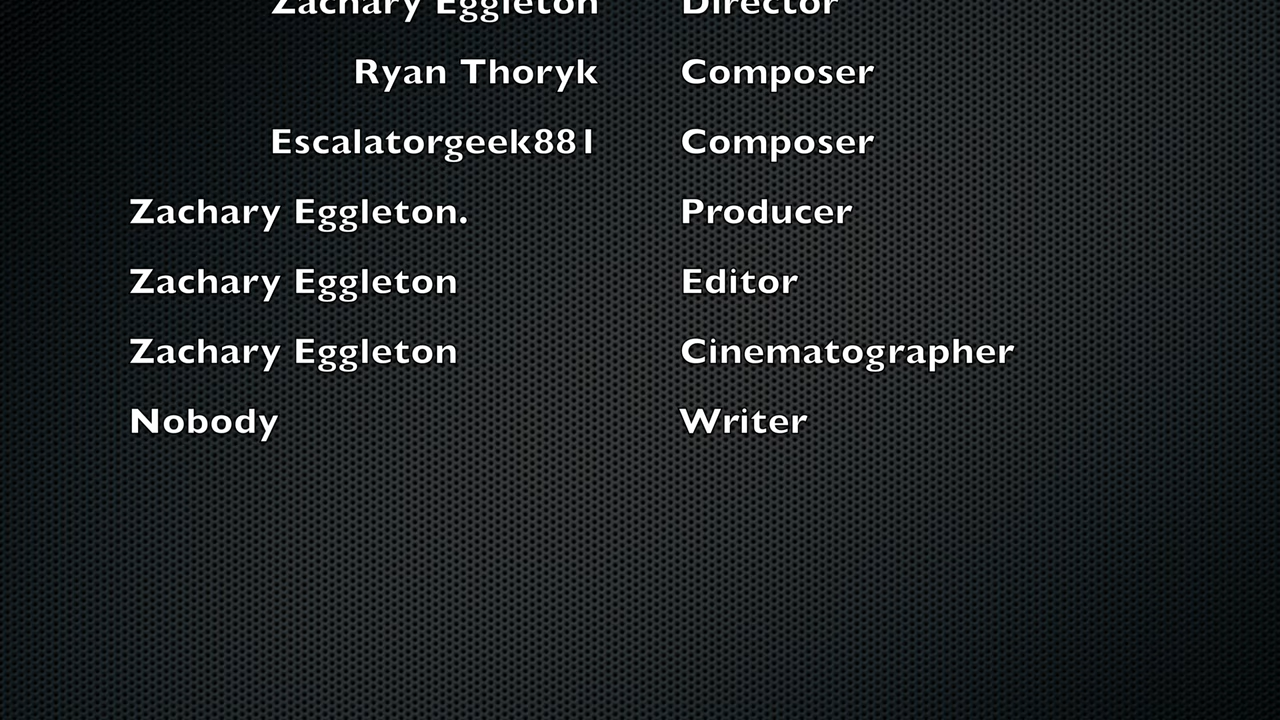 Zachary Eggleton Director
Ryan Thoryk Composer
Escalatorgeek881 Composer
Zachary Eggleton. Producer
Zachary Eggleton Editor
Zachary Eggleton Cinematographer
Nobody Writer